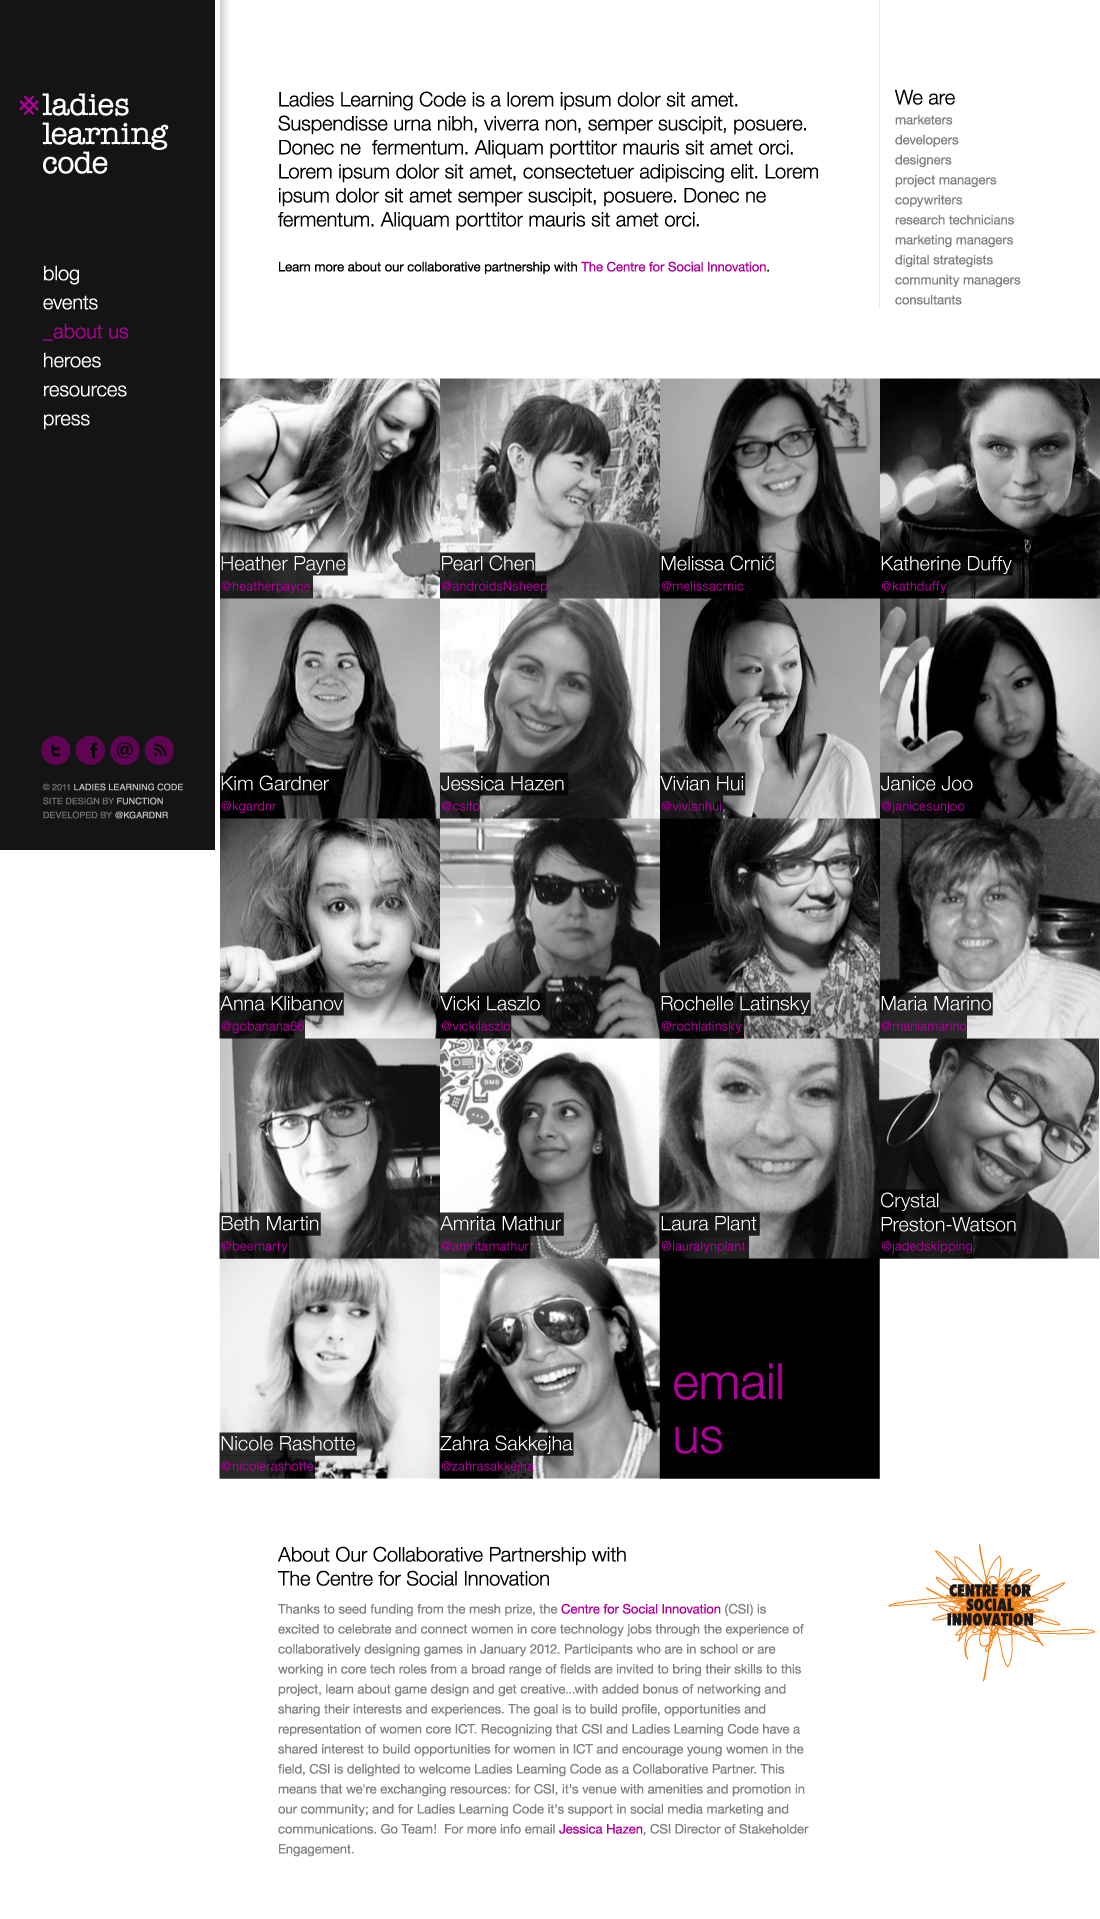 ladies
learning
code
blog
events
_about us
heroes
resources
press
© 2011 LADIES LEARNING CODE
SITE DESIGN BY FUNCTION
DEVELOPED BY @KGARDNR
Ladies Learning Code is a lorem ipsum dolor sit amet.
Suspendisse urna nibh, viverra non, semper suscipit, posuere.
Donec ne  fermentum. Aliquam porttitor mauris sit amet orci.
Lorem ipsum dolor sit amet, consectetuer adipiscing elit. Lorem
ipsum dolor sit amet semper suscipit, posuere. Donec ne
fermentum. Aliquam porttitor mauris sit amet orci.
Learn more about our collaborative partnership with The Centre for Social Innovation.
We are
marketers
developers
designers
project managers
copywriters
research technicians
marketing managers
digital strategists
community managers
consultants
Heather Payne
@heatherpayne
Pearl Chen
@androidsNsheep
Melissa Crnić
@melissacrnic
Katherine Duffy
@kathduffy
Kim Gardner
@kgardnr
Jessica Hazen
@csito
Vivian Hui
@vivianhui
Janice Joo
@janicesunjoo
Anna Klibanov
@gobanana66
Vicki Laszlo
@vickilaszlo
Rochelle Latinsky
@rochlatinsky
Maria Marino
@mariiamarino
Beth Martin
@beemarty
Amrita Mathur
@amritamathur
SMS
Laura Plant
@lauralynplant
Crystal
Preston-Watson
@jadedskipping
Nicole Rashotte
@nicolerashotte
Zahra Sakkejha
@zahrasakkejha
email
us
About Our Collaborative Partnership with
The Centre for Social Innovation
Thanks to seed funding from the mesh prize, the Centre for Social Innovation (CSI) is
excited to celebrate and connect women in core technology jobs through the experience of
collaboratively designing games in January 2012. Participants who are in school or are
working in core tech roles from a broad range of fields are invited to bring their skills to this
project, learn about game design and get creative...with added bonus of networking and
sharing their interests and experiences. The goal is to build profile, opportunities and
representation of women core ICT. Recognizing that CSI and Ladies Learning Code have a
shared interest to build opportunities for women in ICT and encourage young women in the
field, CSI is delighted to welcome Ladies Learning Code as a Collaborative Partner. This
means that we're exchanging resources: for CSI, it's venue with amenities and promotion in
our community; and for Ladies Learning Code it's support in social media marketing and
communications. Go Team!  For more info email Jessica Hazen, CSI Director of Stakeholder
Engagement.
CENTRE FOR
SOCIAL
INNOVATION